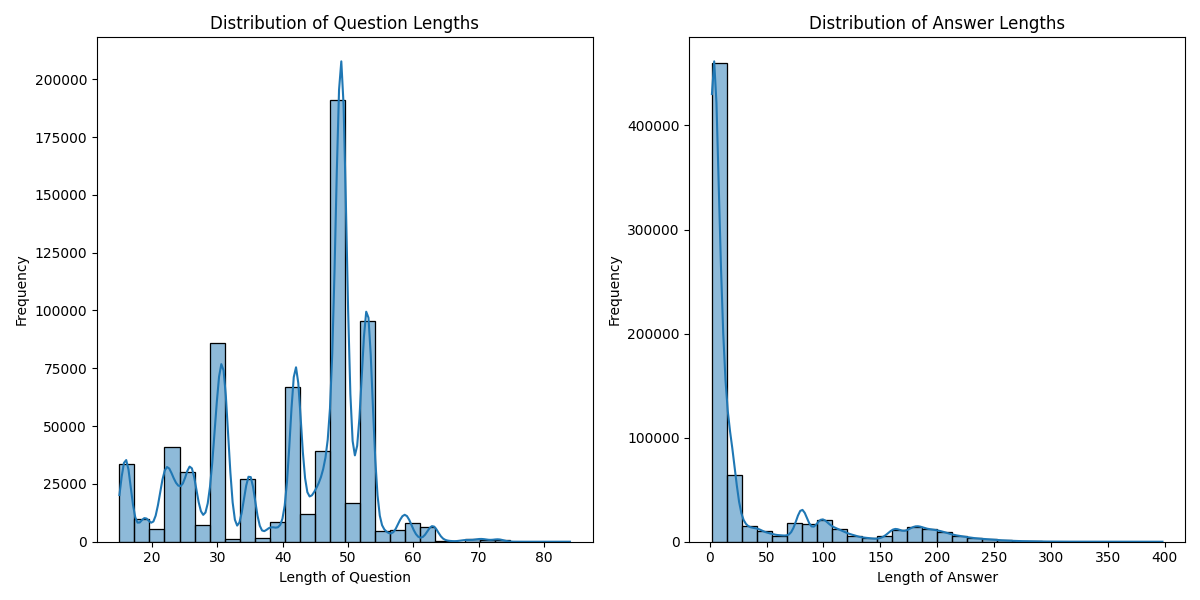 Distribution of Question Lengths
Frequency
200000
175000
150000
125000
100000
75000
50000
25000
0
20 30 40 50 60 70 80
Length of Question
Distribution of Answer Lengths
Frequency
400000
300000
200000
100000
0
0 50 100 150 200 250 300 350 400
Length of Answer